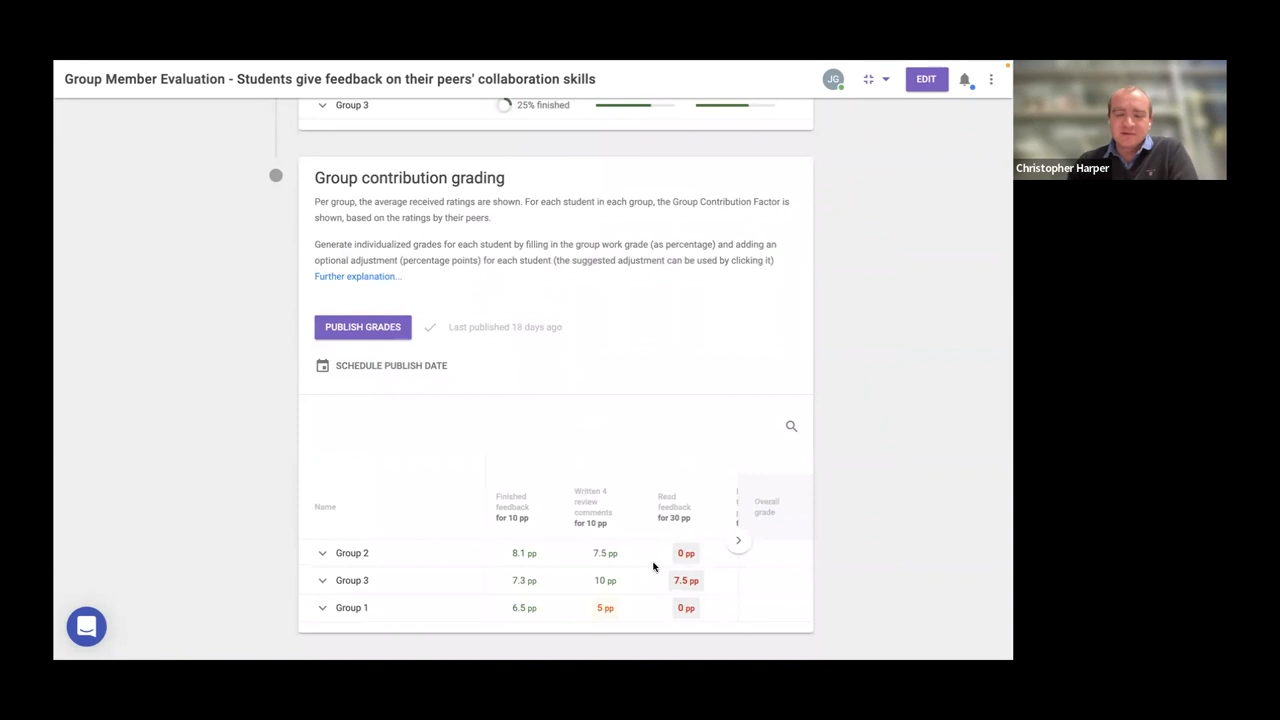 Group Member Evaluation - Students give feedback on their peers' collaboration skills
JG
EDIT
Christopher Harper
Group 3
25% finished
Group contribution grading
Per group, the average received ratings are shown. For each student in each group, the Group Contribution Factor is
shown, based on the ratings by their peers.
Generate individualized grades for each student by filling in the group work grade (as percentage) and adding an
optional adjustment (percentage points) for each student (the suggested adjustment can be used by clicking it)
Further explanation...
PUBLISH GRADES
Last published 18 days ago
SCHEDULE PUBLISH DATE
Name
Finished
feedback
for 10 pp
Written 4
review
comments
for 10 pp
Read
feedback
for 30 pp
Overall
grade
Group 2
8.1 pp
7.5 pp
0 pp
Group 3
7.3 pp
10 pp
7.5 pp
Group 1
6.5 pp
5 pp
0 pp